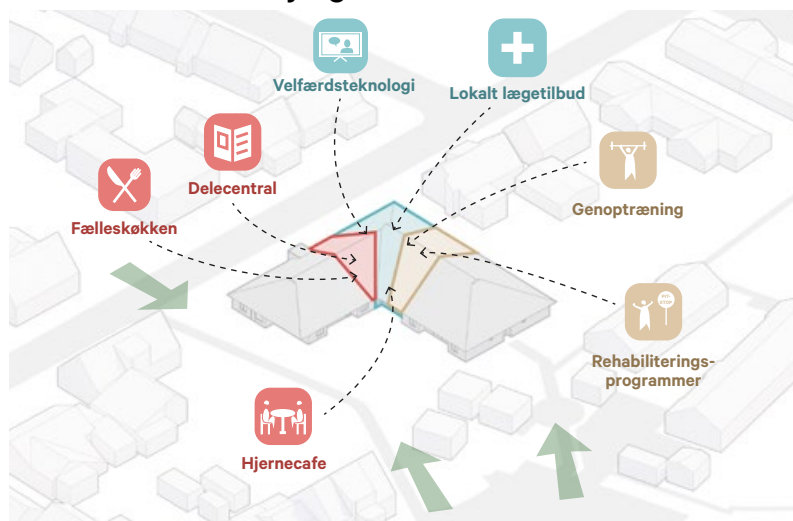 Velfærdsteknologi
Lokalt lægetilbud
Delecentral
Genoptræning
Fælleskøkken
Rehabiliterings-
programmer
Hjernecafe